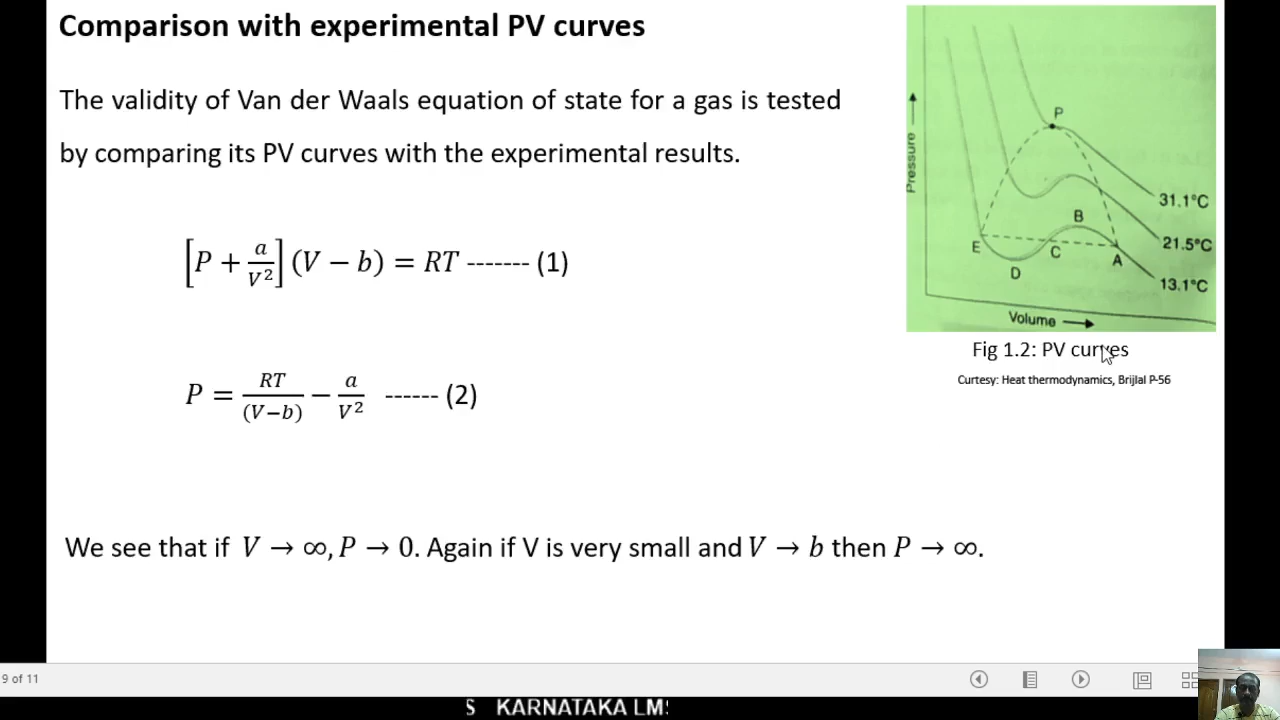 Comparison with experimental PV curves
The validity of Van der Waals equation of state for a gas is tested
by comparing its PV curves with the experimental results.
[P + a/V²] (V − b) = RT ------- (1)
P = RT/(V−b) − a/V² ------ (2)
We see that if V → ∞, P → 0. Again if V is very small and V → b then P → ∞.
Pressure
P
31.1°C
21.5°C
B
E
C
A
D
13.1°C
Volume
Fig 1.2: PV curves
Curtesy: Heat thermodynamics, Brijlal P-56
9 of 11
S KARNATAKA LMS